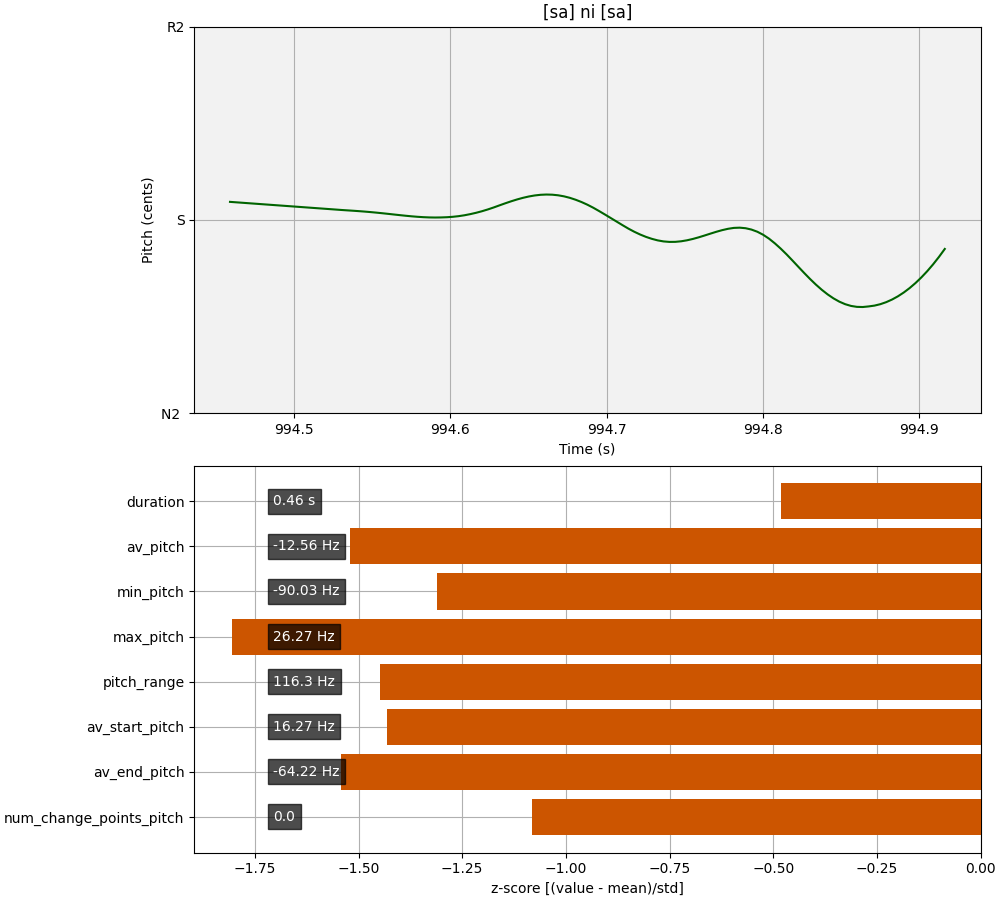 [sa] ni [sa]
R2
S
N2
Pitch (cents)
994.5 994.6 994.7 994.8 994.9
Time (s)
duration 0.46 s
av_pitch -12.56 Hz
min_pitch -90.03 Hz
max_pitch 26.27 Hz
pitch_range 116.3 Hz
av_start_pitch 16.27 Hz
av_end_pitch -64.22 Hz
num_change_points_pitch 0.0
−1.75 −1.50 −1.25 −1.00 −0.75 −0.50 −0.25 0.00
z-score [(value - mean)/std]